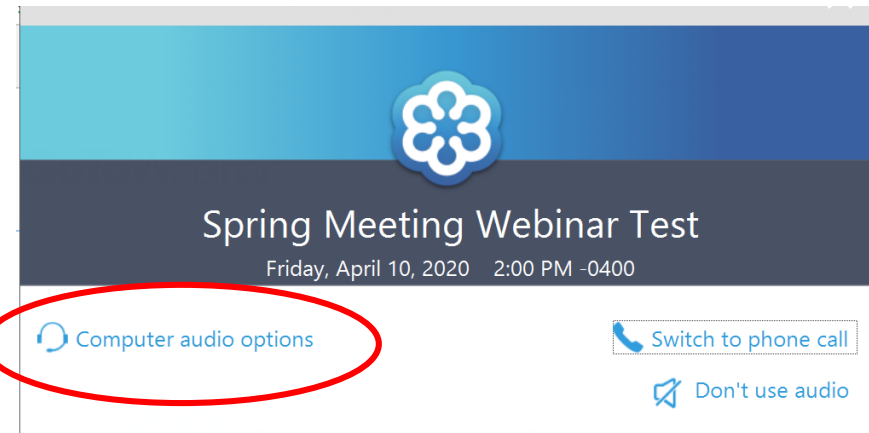 Spring Meeting Webinar Test
Friday, April 10, 2020 2:00 PM -0400
Computer audio options
Switch to phone call
Don't use audio